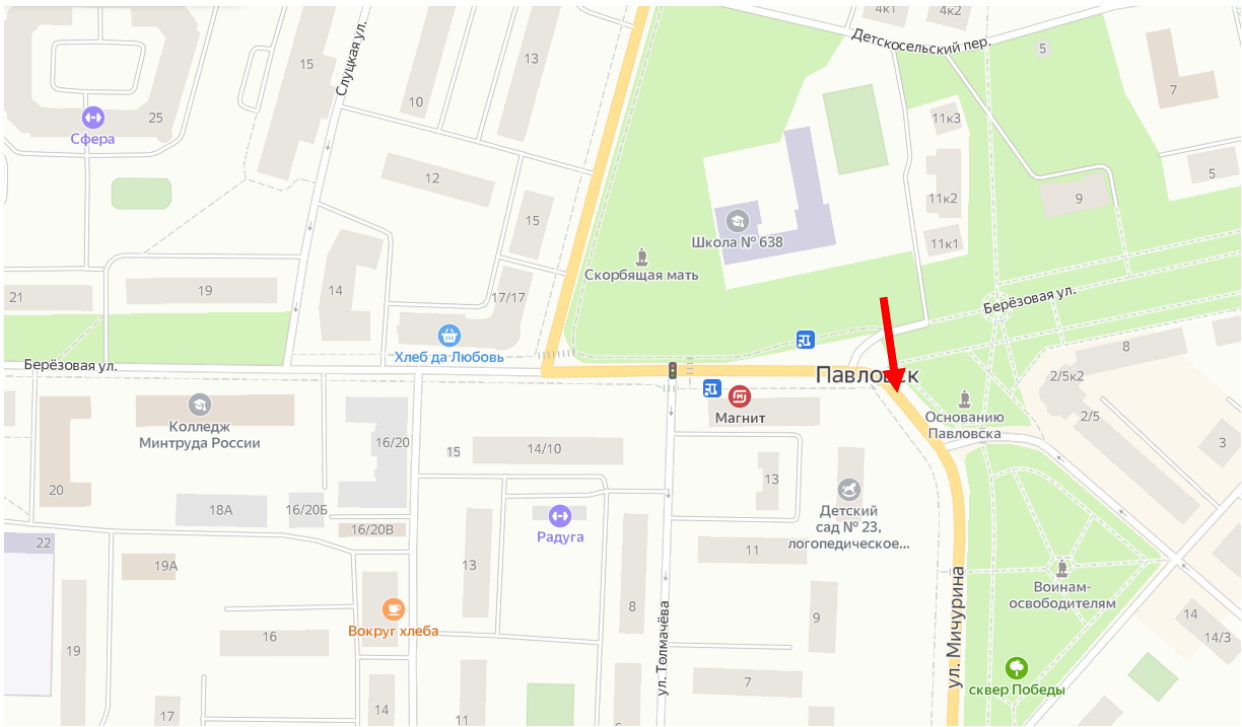 4к1
4к2
Детскосельский пер.
5
7
Слуцкая ул.
15
13
10
25
Сфера
11к3
12
11к2
9
5
15
Школа № 638
11к1
Скорбящая мать
21
19
14
17/17
Берёзовая ул.
Хлеб да Любовь
Берёзовая ул.
Павловск
8
2/5к2
Магнит
Основанию
Павловска
2/5
3
Колледж
Минтруда России
16/20
15
14/10
13
20
18А
16/20Б
Детский
сад № 23,
логопедическое...
16/20В
Радуга
22
19А
13
11
Воинам-
освободителям
8
9
14
14/3
Вокруг хлеба
16
19
ул. Толмачёва
ул. Мичурина
7
сквер Победы
17
14
11